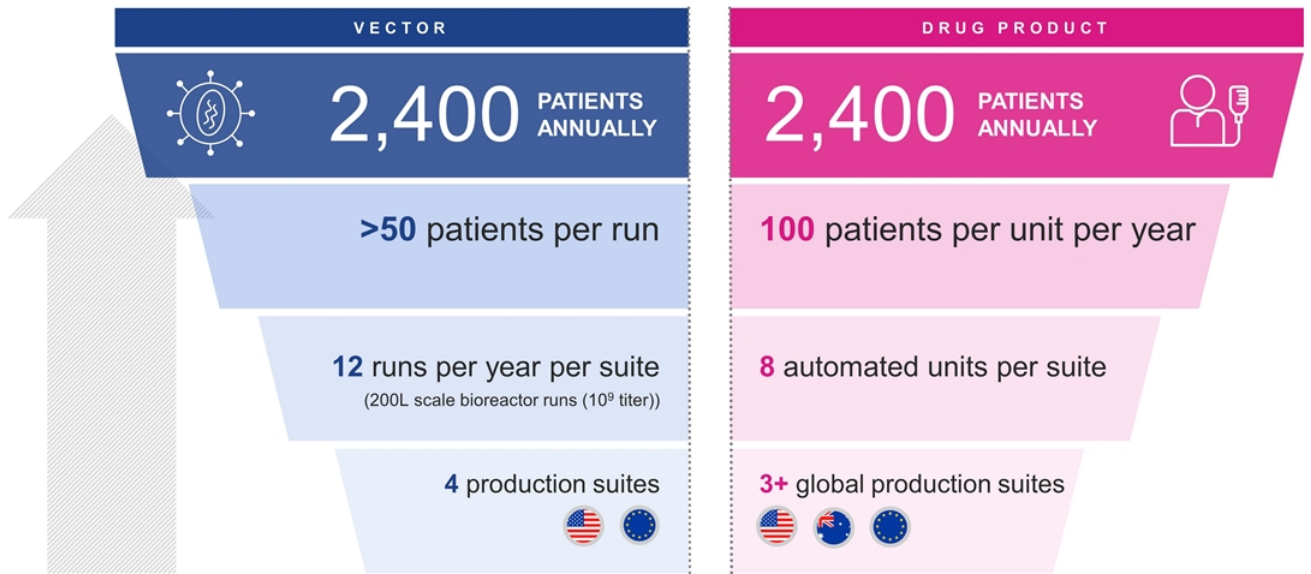 VECTOR
2,400 PATIENTS
ANNUALLY
>50 patients per run
12 runs per year per suite
(200L scale bioreactor runs (10⁹ titer))
4 production suites
DRUG PRODUCT
2,400 PATIENTS
ANNUALLY
100 patients per unit per year
8 automated units per suite
3+ global production suites